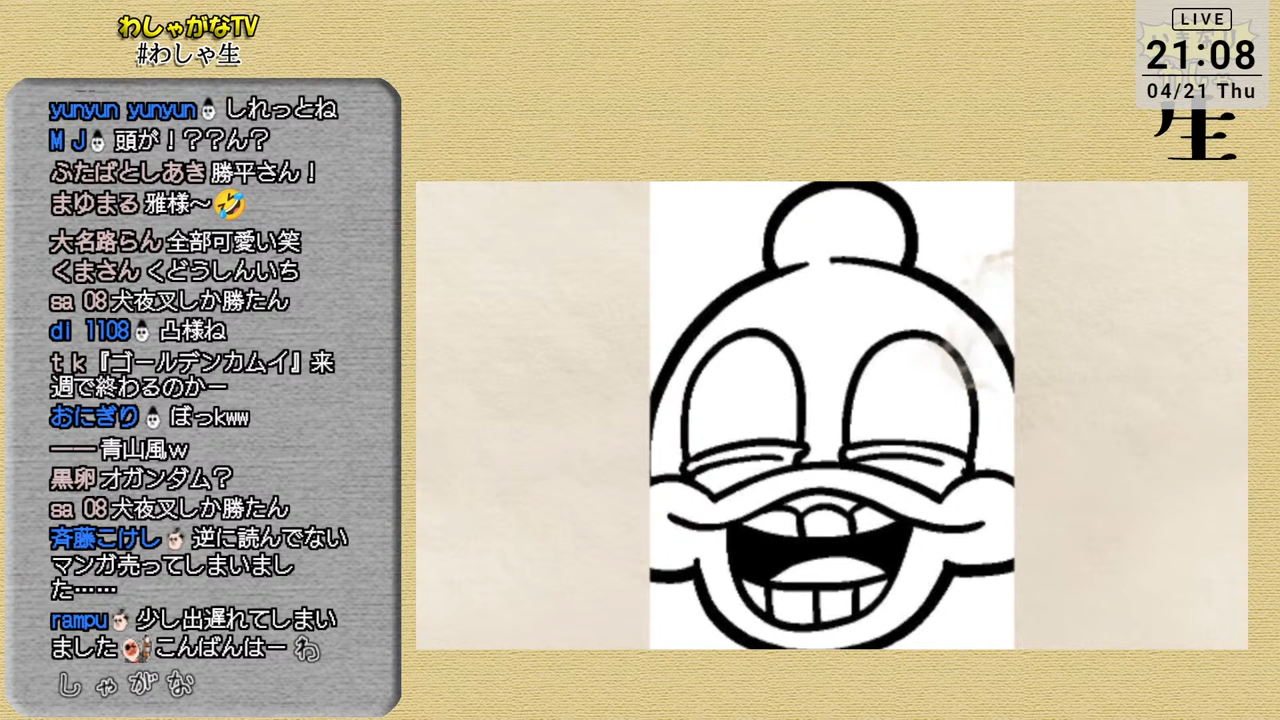 わしゃがなTV
#わしゃ生
LIVE
21:08
04/21 Thu
生
yunyun yunyun しれっとね
M J 頭が！？？ん？
ふたばとしあき 勝平さん！
まゆまる 雅様～🤣
大名路らん 全部可愛い笑
くまさん くどうしんいち
sa 08 犬夜叉しか勝たん
di 1108 凸様ね
t k 『ゴールデンカムイ』来
週で終わるのかー
おにぎり ぼっkww
一一 青山風ｗ
黒卵 オガンダム？
sa 08 犬夜叉しか勝たん
斉藤こけし 逆に読んでない
マンガ売ってしまいまし
た……
rampu 少し出遅れてしまい
ました こんばんはー わ
しゃがな